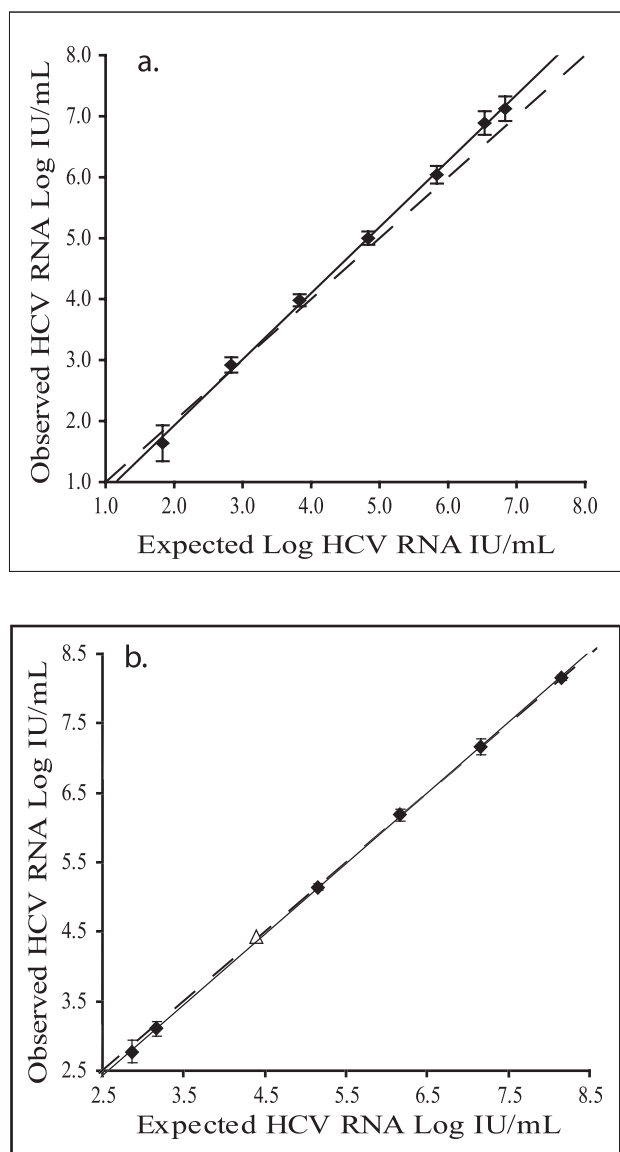 a.
8.0
7.0
6.0
5.0
4.0
3.0
2.0
1.0
Observed HCV RNA Log IU/mL
1.0 2.0 3.0 4.0 5.0 6.0 7.0 8.0
Expected Log HCV RNA IU/mL
b.
8.5
7.5
6.5
5.5
4.5
3.5
2.5
Observed HCV RNA Log IU/mL
2.5 3.5 4.5 5.5 6.5 7.5 8.5
Expected HCV RNA Log IU/mL